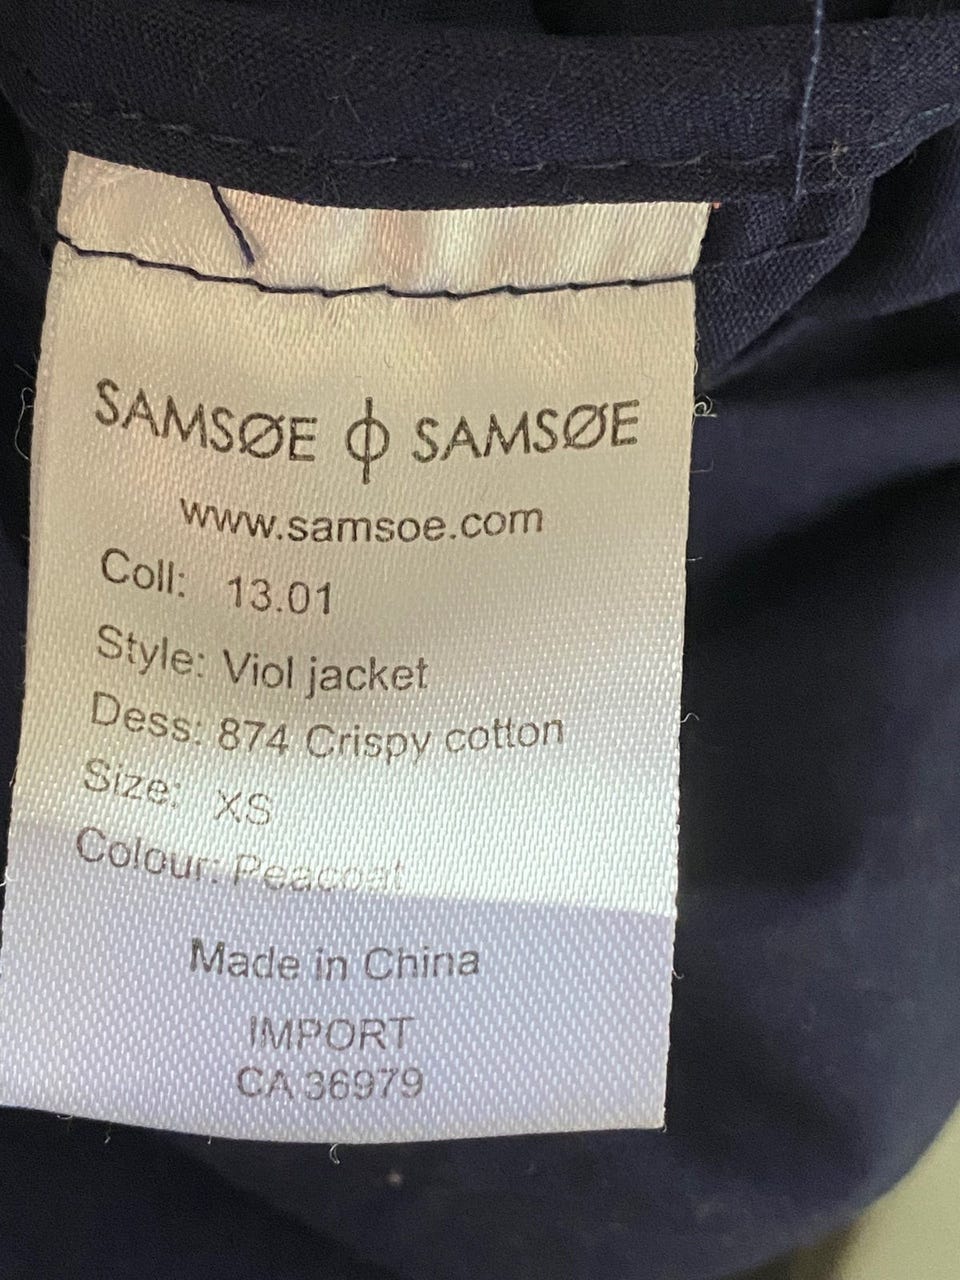 SAMSØE ϕ SAMSØE
www.samsoe.com
Coll: 13.01
Style: Viol jacket
Dess: 874 Crispy cotton
Size: XS
Colour: Peacoat
Made in China
IMPORT
CA 36979